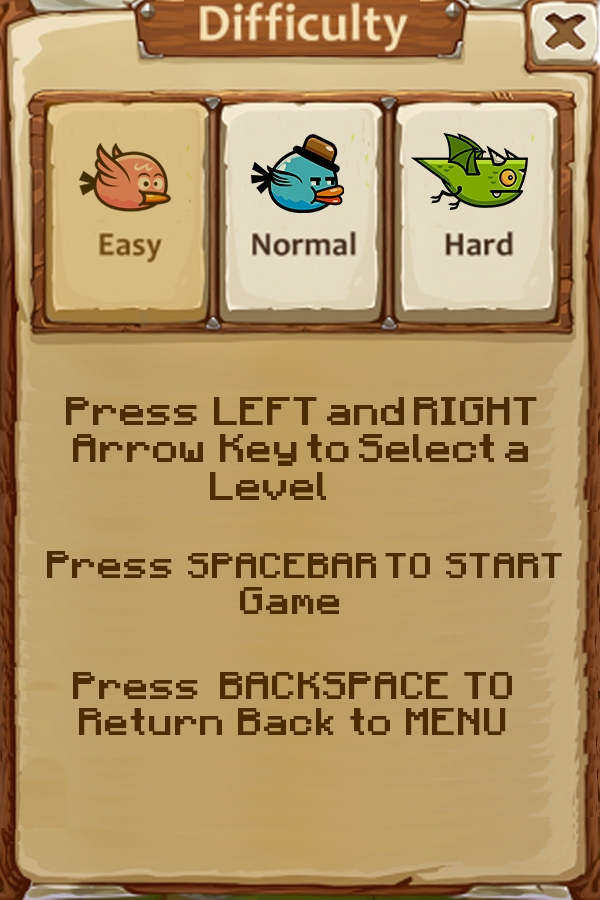 Difficulty
Easy Normal Hard
Press LEFT and RIGHT
Arrow Key to Select a
Level
Press SPACEBAR TO START
Game
Press BACKSPACE TO
Return Back to MENU